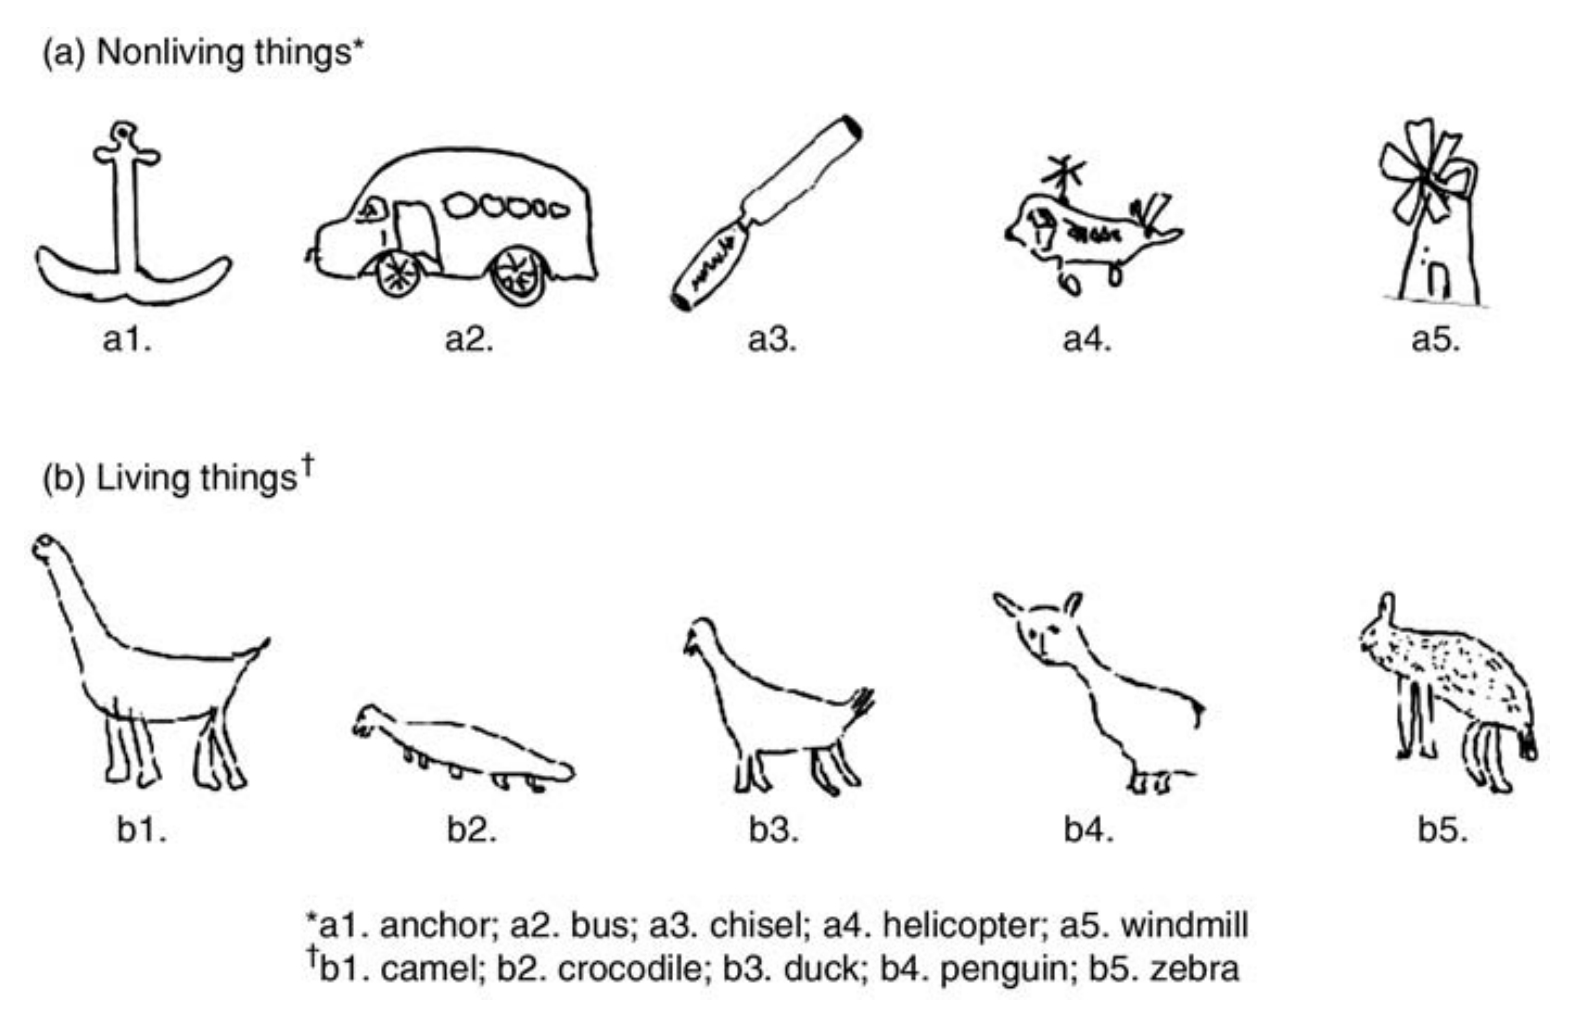 (a) Nonliving things*
a1. a2. a3. a4. a5.
(b) Living things†
b1. b2. b3. b4. b5.
*a1. anchor; a2. bus; a3. chisel; a4. helicopter; a5. windmill
†b1. camel; b2. crocodile; b3. duck; b4. penguin; b5. zebra